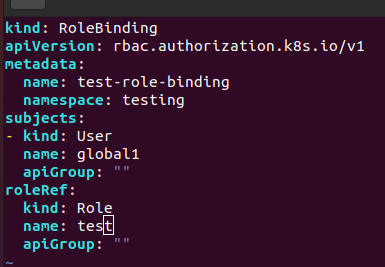 kind: RoleBinding
apiVersion: rbac.authorization.k8s.io/v1
metadata:
  name: test-role-binding
  namespace: testing
subjects:
- kind: User
  name: global1
  apiGroup: ""
roleRef:
  kind: Role
  name: test
  apiGroup: ""
~